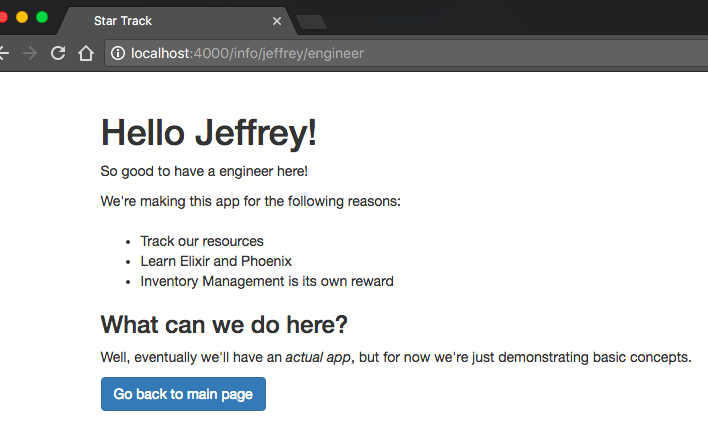 Star Track
localhost:4000/info/jeffrey/engineer
Hello Jeffrey!
So good to have a engineer here!
We're making this app for the following reasons:
• Track our resources
• Learn Elixir and Phoenix
• Inventory Management is its own reward
What can we do here?
Well, eventually we'll have an actual app, but for now we're just demonstrating basic concepts.
Go back to main page